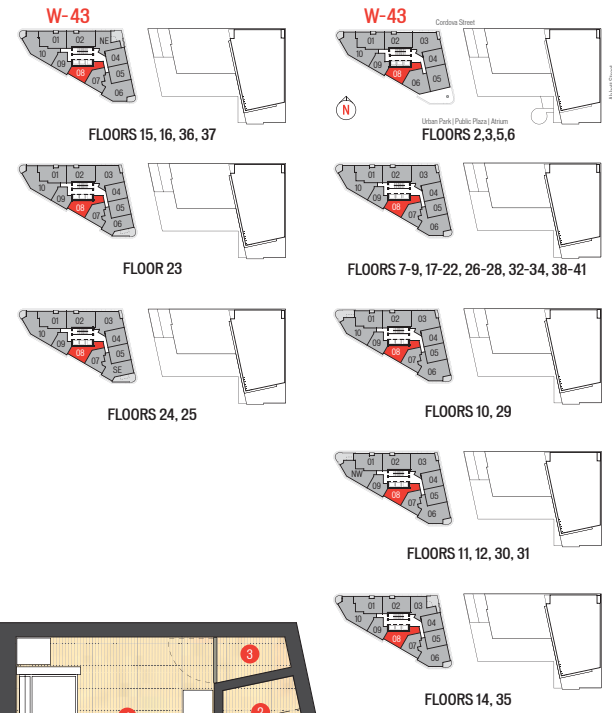 W-43
01 02 NE
10 09 04
08 07 05
06
FLOORS 15, 16, 36, 37
W-43
Cordova Street
01 02 03
10 09 04
08 07 05
06
N
Urban Park | Public Plaza | Atrium
FLOORS 2,3,5,6
01 02 03
10 09 04
08 07 05
06
FLOOR 23
01 02 03
10 09 04
08 07 05
06
FLOORS 7-9, 17-22, 26-28, 32-34, 38-41
01 02 03
10 09 04
08 07 05
SE
FLOORS 24, 25
01 02 03
10 09 04
08 07 05
06
FLOORS 10, 29
01 02 03
NW 09 04
08 07 05
06
FLOORS 11, 12, 30, 31
01 02 03
10 09 04
08 07 05
06
FLOORS 14, 35
3
2